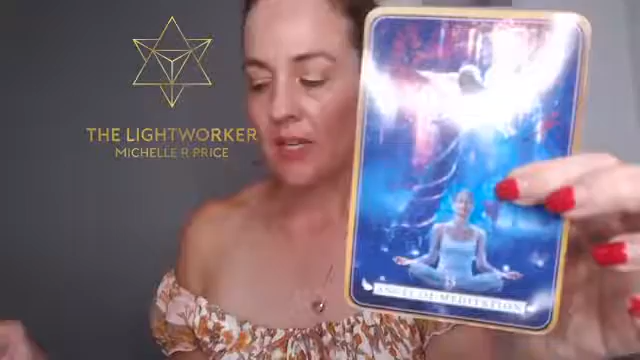 THE LIGHTWORKER
MICHELLE R PRICE
ANGEL OF MEDITATION